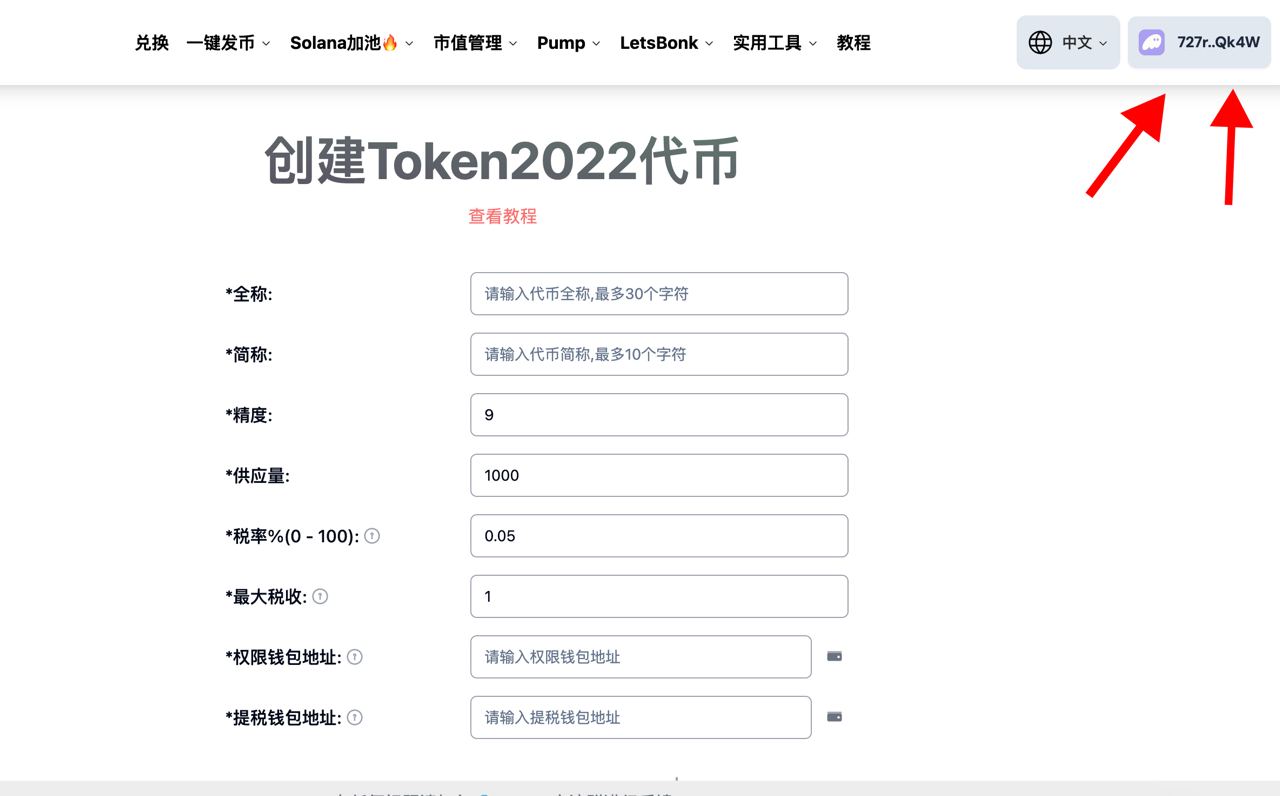 兑换 一键发币 Solana加池🔥 市值管理 Pump LetsBonk 实用工具 教程 中文 727r..Qk4W
创建Token2022代币
查看教程
*全称: 请输入代币全称,最多30个字符
*简称: 请输入代币简称,最多10个字符
*精度: 9
*供应量: 1000
*税率%(0 - 100): 0.05
*最大税收: 1
*权限钱包地址: 请输入权限钱包地址
*提税钱包地址: 请输入提税钱包地址